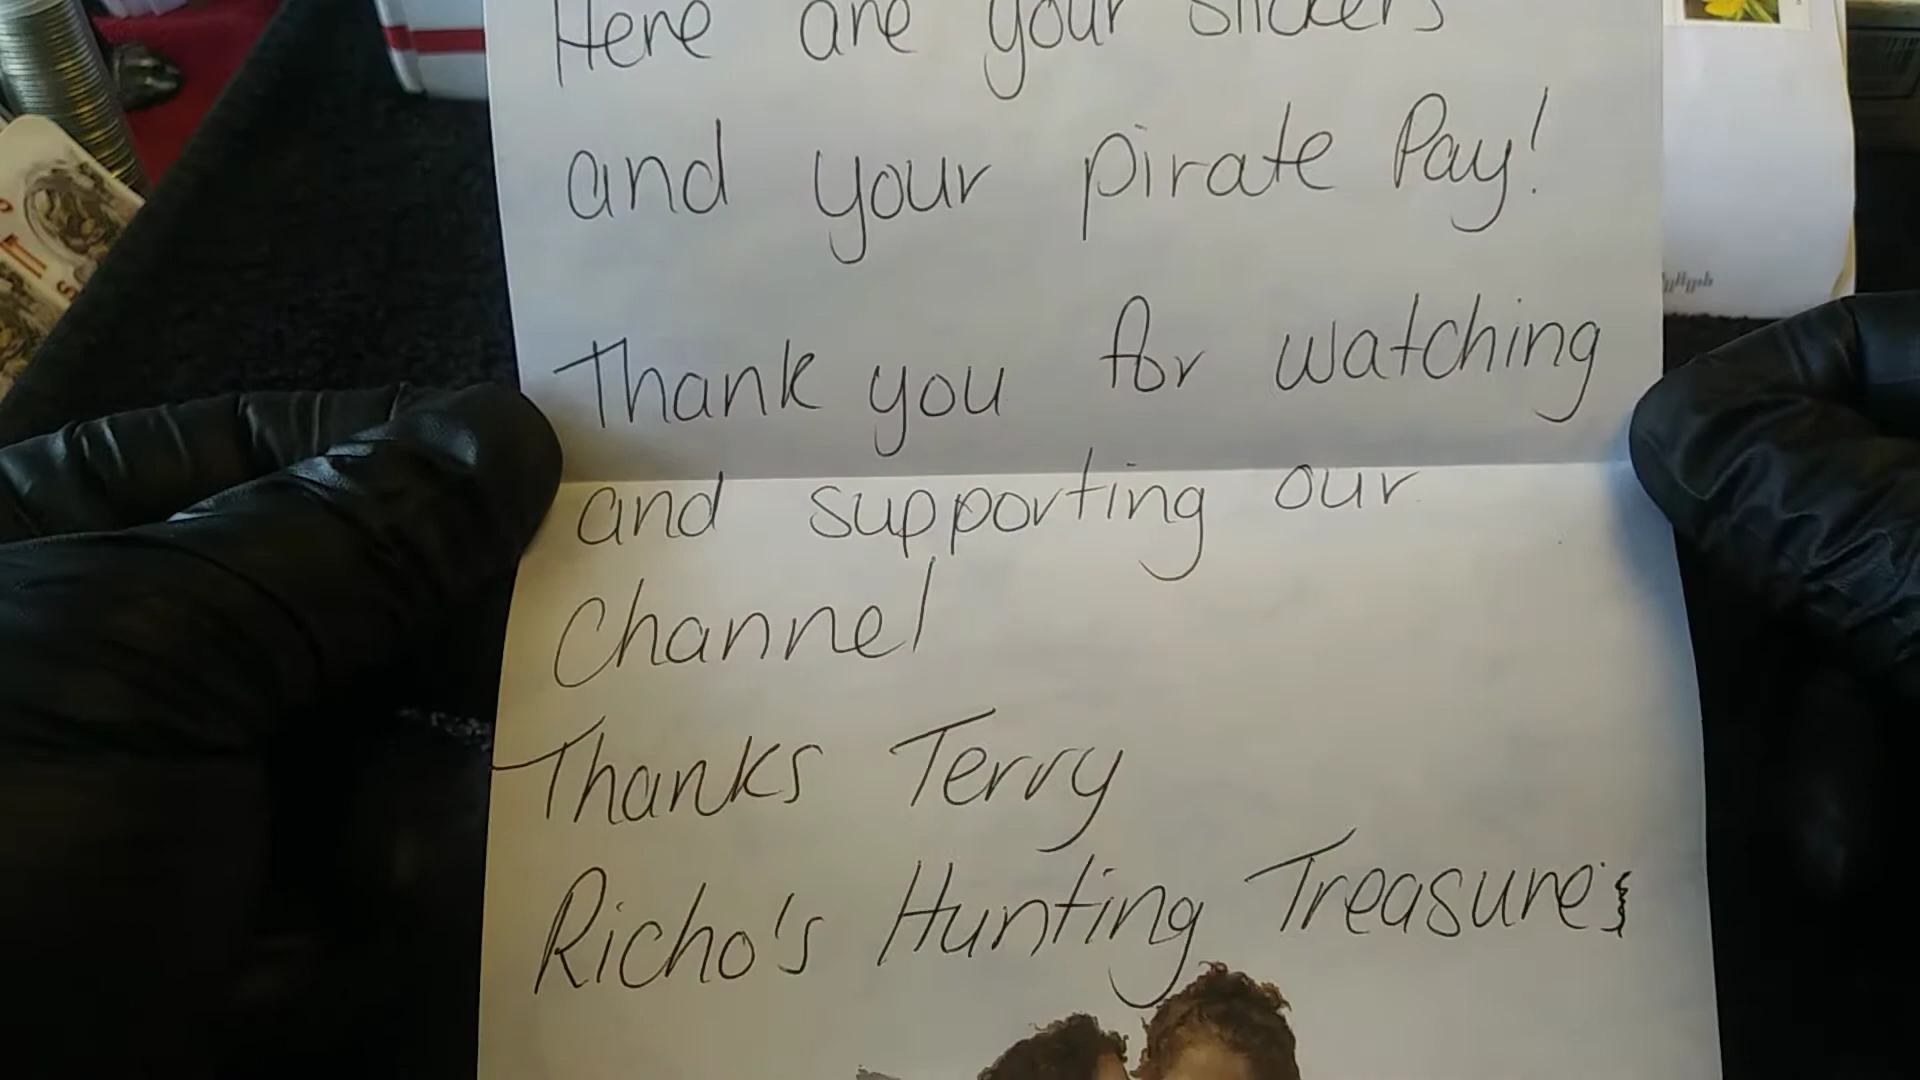 Here are your stickers
and your pirate Pay!
Thank you for watching
and supporting our
Channel
Thanks Terry
Richo's Hunting Treasures